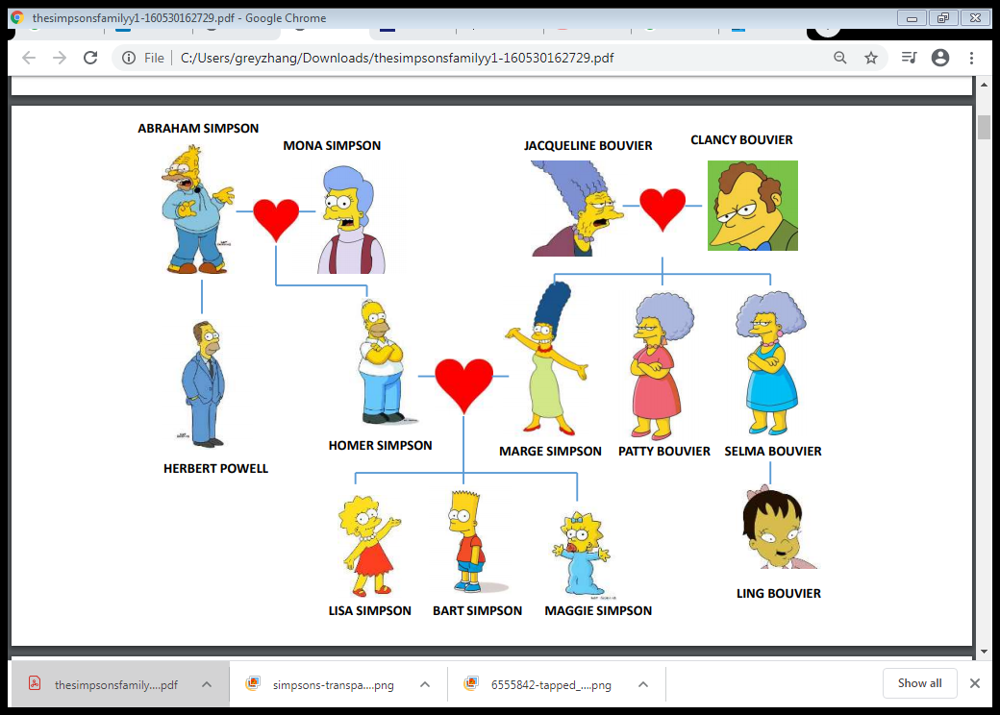 thesimpsonsfamilyy1-160530162729.pdf - Google Chrome
File C:/Users/greyzhang/Downloads/thesimpsonsfamilyy1-160530162729.pdf
ABRAHAM SIMPSON
MONA SIMPSON
JACQUELINE BOUVIER
CLANCY BOUVIER
HOMER SIMPSON
MARGE SIMPSON
PATTY BOUVIER
SELMA BOUVIER
HERBERT POWELL
LISA SIMPSON
BART SIMPSON
MAGGIE SIMPSON
LING BOUVIER
thesimpsonsfamily....pdf
simpsons-transpa....png
6555842-tapped_....png
Show all